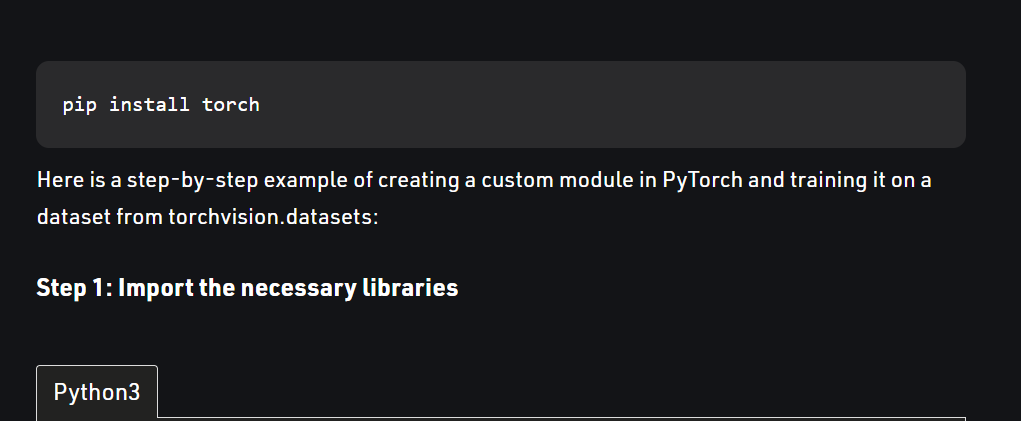 pip install torch
Here is a step-by-step example of creating a custom module in PyTorch and training it on a
dataset from torchvision.datasets:
Step 1: Import the necessary libraries
Python3